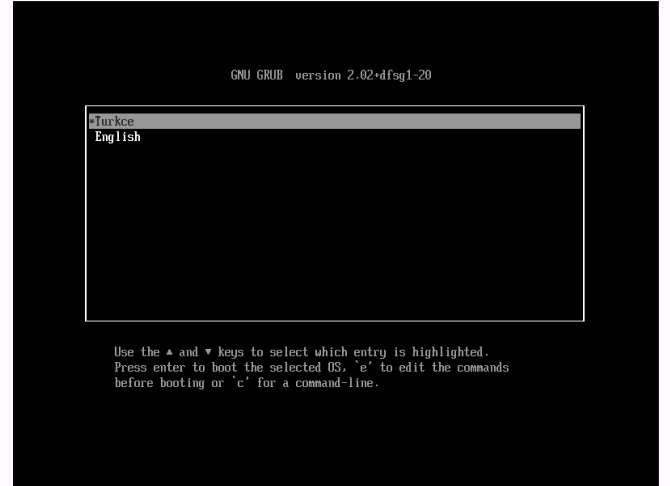 GNU GRUB  version 2.02+dfsg1-20
*Turkce
English
Use the ▲ and ▼ keys to select which entry is highlighted.
Press enter to boot the selected OS, `e' to edit the commands
before booting or `c' for a command-line.